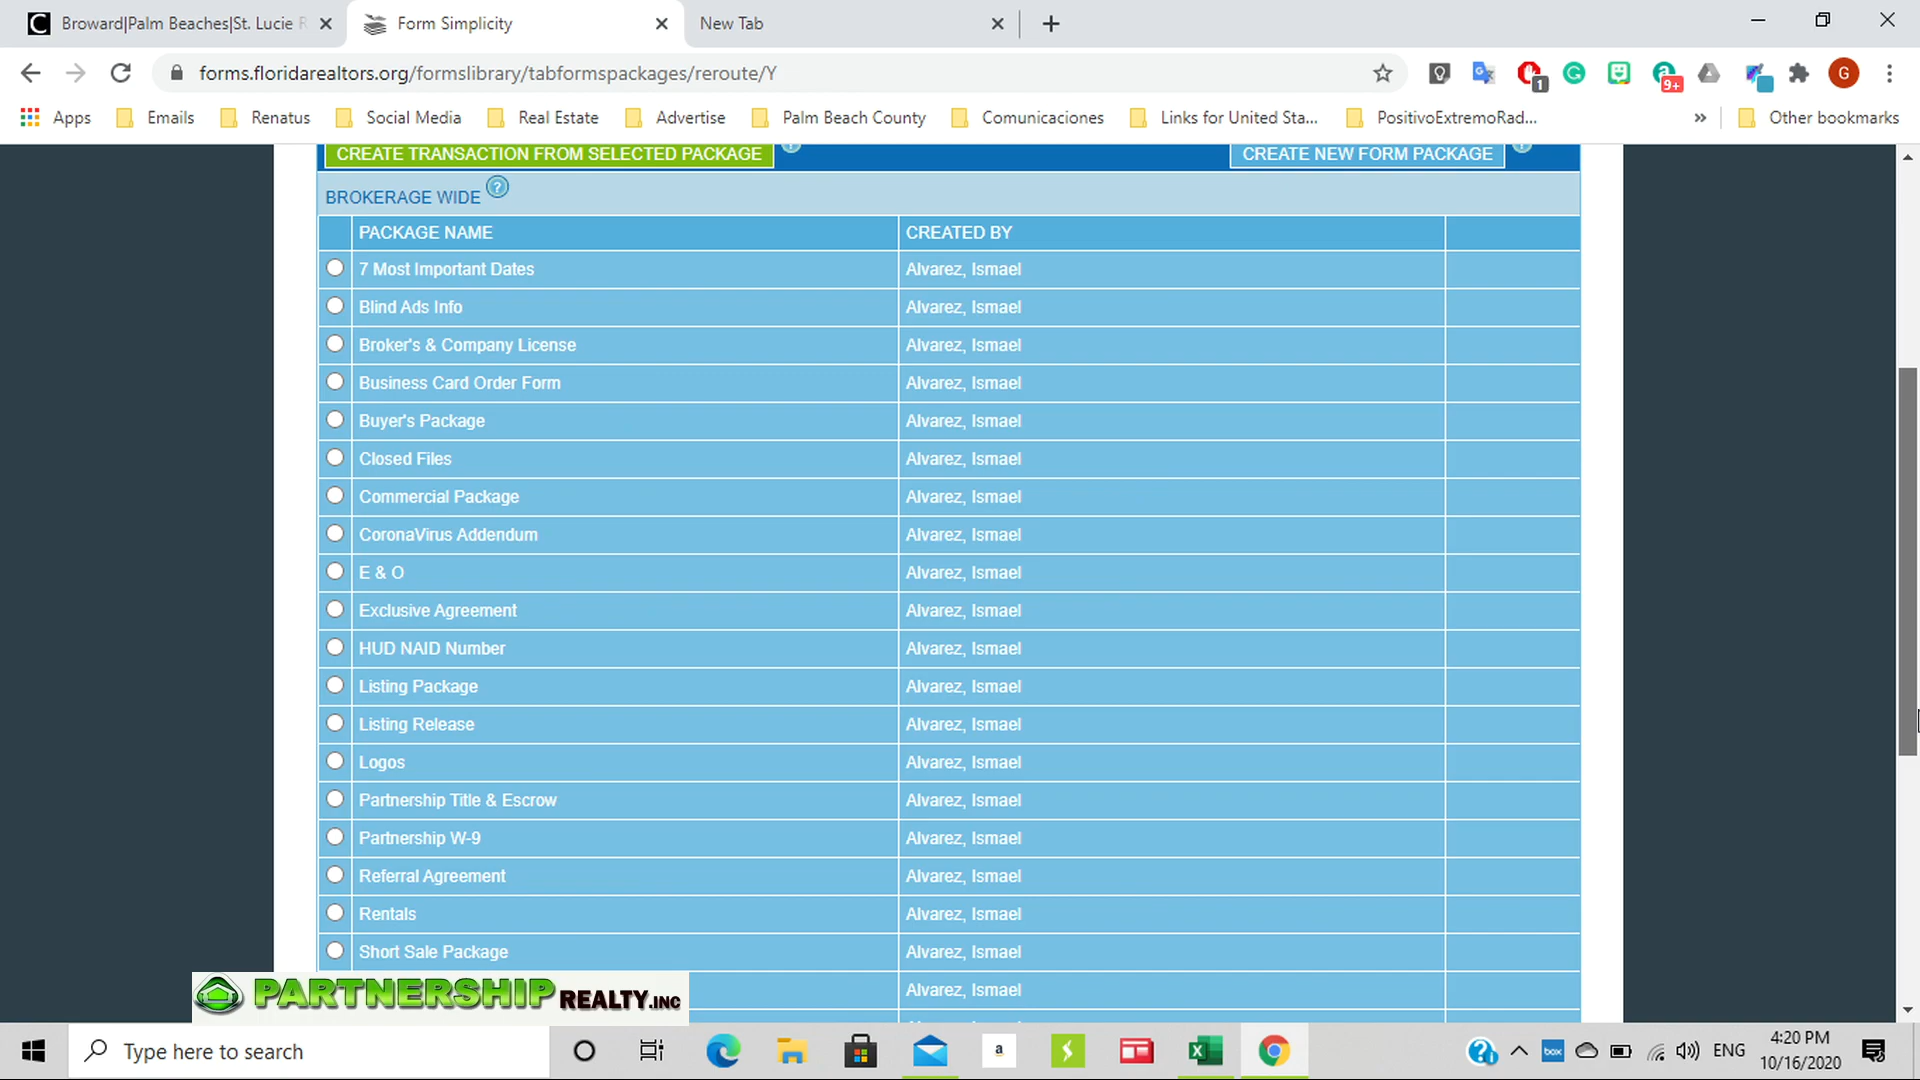 Broward|Palm Beaches|St. Lucie R
Form Simplicity
New Tab
forms.floridarealtors.org/formslibrary/tabformspackages/reroute/Y
1
9+
G
Apps
Emails
Renatus
Social Media
Real Estate
Advertise
Palm Beach County
Comunicaciones
Links for United Sta...
PositivoExtremoRad...
»
Other bookmarks
CREATE TRANSACTION FROM SELECTED PACKAGE
?
CREATE NEW FORM PACKAGE
?
BROKERAGE WIDE ?
PACKAGE NAME CREATED BY
7 Most Important Dates Alvarez, Ismael
Blind Ads Info Alvarez, Ismael
Broker's & Company License Alvarez, Ismael
Business Card Order Form Alvarez, Ismael
Buyer's Package Alvarez, Ismael
Closed Files Alvarez, Ismael
Commercial Package Alvarez, Ismael
CoronaVirus Addendum Alvarez, Ismael
E & O Alvarez, Ismael
Exclusive Agreement Alvarez, Ismael
HUD NAID Number Alvarez, Ismael
Listing Package Alvarez, Ismael
Listing Release Alvarez, Ismael
Logos Alvarez, Ismael
Partnership Title & Escrow Alvarez, Ismael
Partnership W-9 Alvarez, Ismael
Referral Agreement Alvarez, Ismael
Rentals Alvarez, Ismael
Short Sale Package Alvarez, Ismael
Alvarez, Ismael
PARTNERSHIP REALTY.INC
Type here to search
a
box
ENG
4:20 PM
10/16/2020